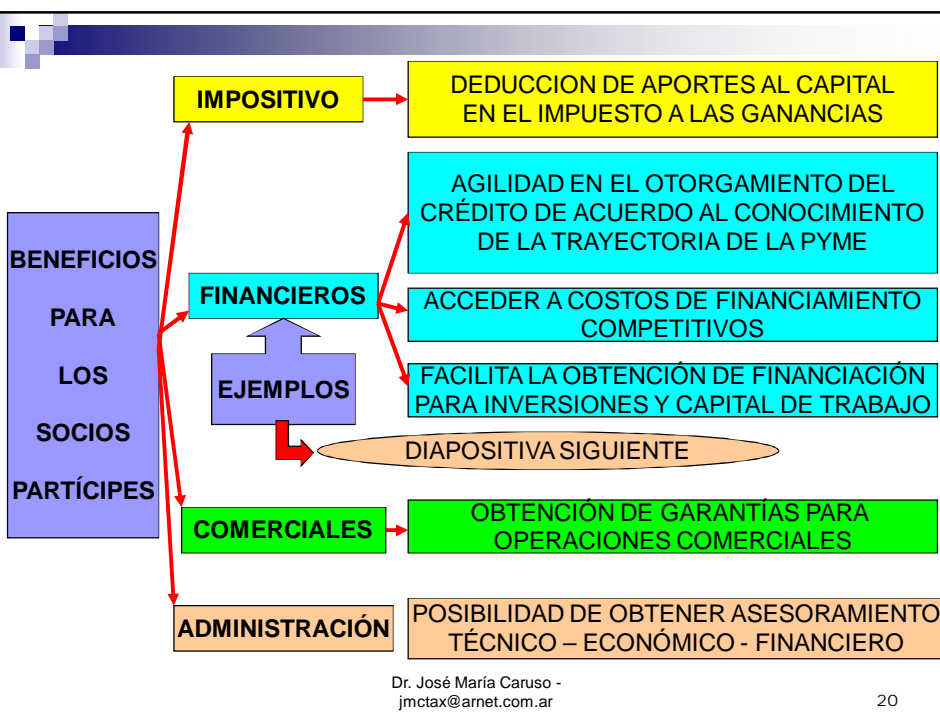 BENEFICIOS
PARA
LOS
SOCIOS
PARTÍCIPES
IMPOSITIVO
DEDUCCION DE APORTES AL CAPITAL
EN EL IMPUESTO A LAS GANANCIAS
FINANCIEROS
AGILIDAD EN EL OTORGAMIENTO DEL
CRÉDITO DE ACUERDO AL CONOCIMIENTO
DE LA TRAYECTORIA DE LA PYME
ACCEDER A COSTOS DE FINANCIAMIENTO
COMPETITIVOS
FACILITA LA OBTENCIÓN DE FINANCIACIÓN
PARA INVERSIONES Y CAPITAL DE TRABAJO
EJEMPLOS
DIAPOSITIVA SIGUIENTE
COMERCIALES
OBTENCIÓN DE GARANTÍAS PARA
OPERACIONES COMERCIALES
ADMINISTRACIÓN
POSIBILIDAD DE OBTENER ASESORAMIENTO
TÉCNICO – ECONÓMICO - FINANCIERO
Dr. José María Caruso -
jmctax@arnet.com.ar
20